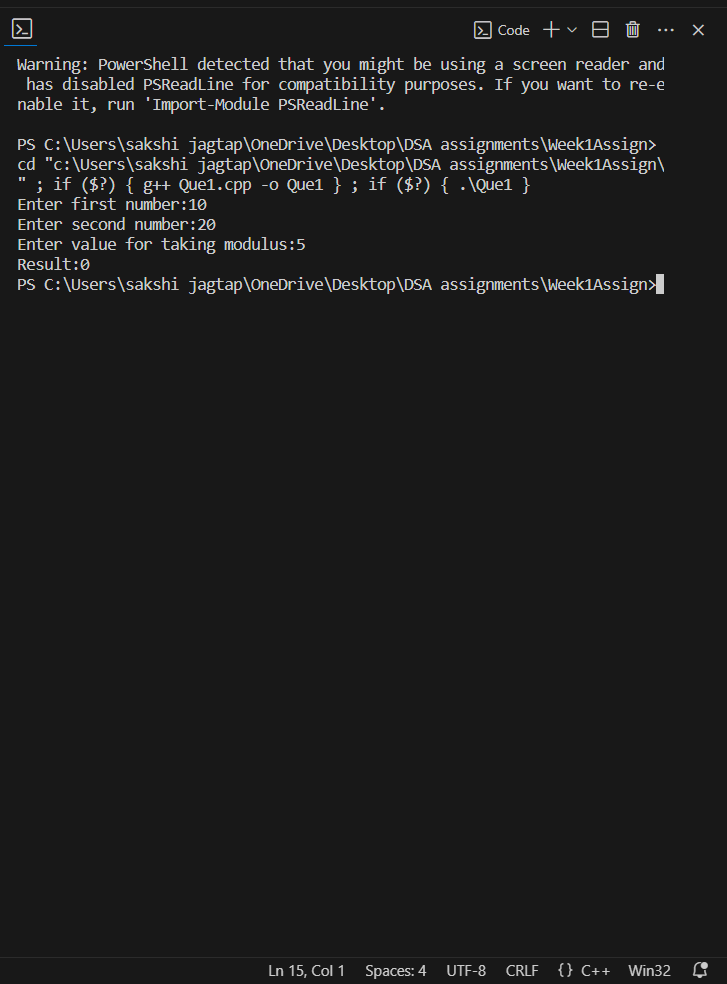 Code
Warning: PowerShell detected that you might be using a screen reader and
 has disabled PSReadLine for compatibility purposes. If you want to re-e
nable it, run 'Import-Module PSReadLine'.
PS C:\Users\sakshi jagtap\OneDrive\Desktop\DSA assignments\Week1Assign>
cd "c:\Users\sakshi jagtap\OneDrive\Desktop\DSA assignments\Week1Assign\
" ; if ($?) { g++ Que1.cpp -o Que1 } ; if ($?) { .\Que1 }
Enter first number:10
Enter second number:20
Enter value for taking modulus:5
Result:0
PS C:\Users\sakshi jagtap\OneDrive\Desktop\DSA assignments\Week1Assign>
Ln 15, Col 1 Spaces: 4 UTF-8 CRLF {} C++ Win32